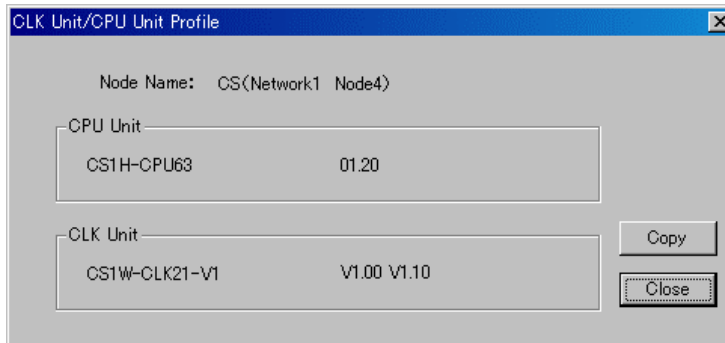 CLK Unit/CPU Unit Profile
Node Name: CS(Network1 Node4)
CPU Unit
CS1H-CPU63 01.20
CLK Unit
CS1W-CLK21-V1 V1.00 V1.10
Copy
Close